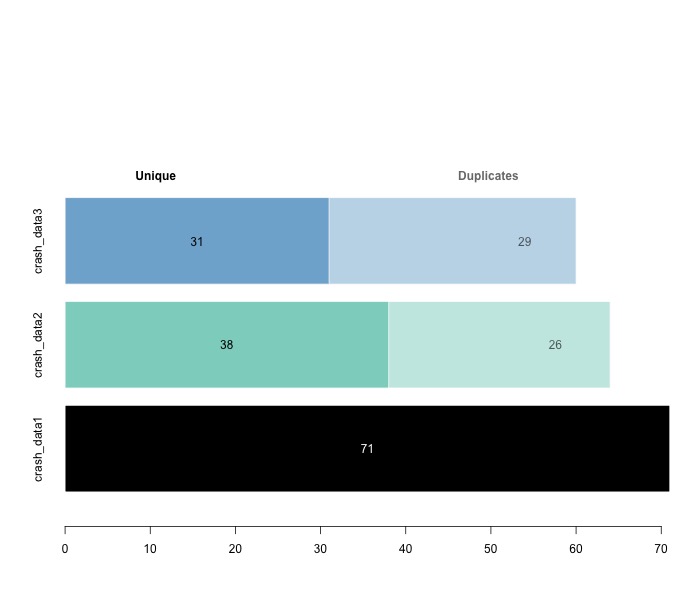 Unique Duplicates
crash_data3
31 29
crash_data2
38 26
crash_data1
71
0 10 20 30 40 50 60 70